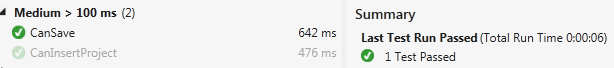 Medium > 100 ms (2)
CanSave 642 ms
CanInsertProject 476 ms
Summary
Last Test Run Passed (Total Run Time 0:00:06)
1 Test Passed